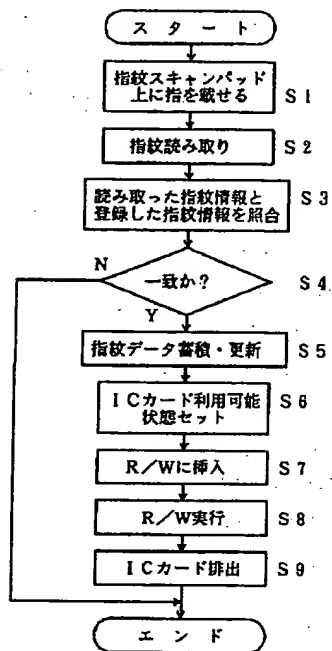 スタート
指紋スキャンパッド
上に指を載せる
S1
指紋読み取り
S2
読み取った指紋情報と
登録した指紋情報を照合
S3
N
一致か?
S4
Y
指紋データ蓄積・更新
S5
ICカード利用可能
状態セット
S6
R/Wに挿入
S7
R/W実行
S8
ICカード排出
S9
エンド